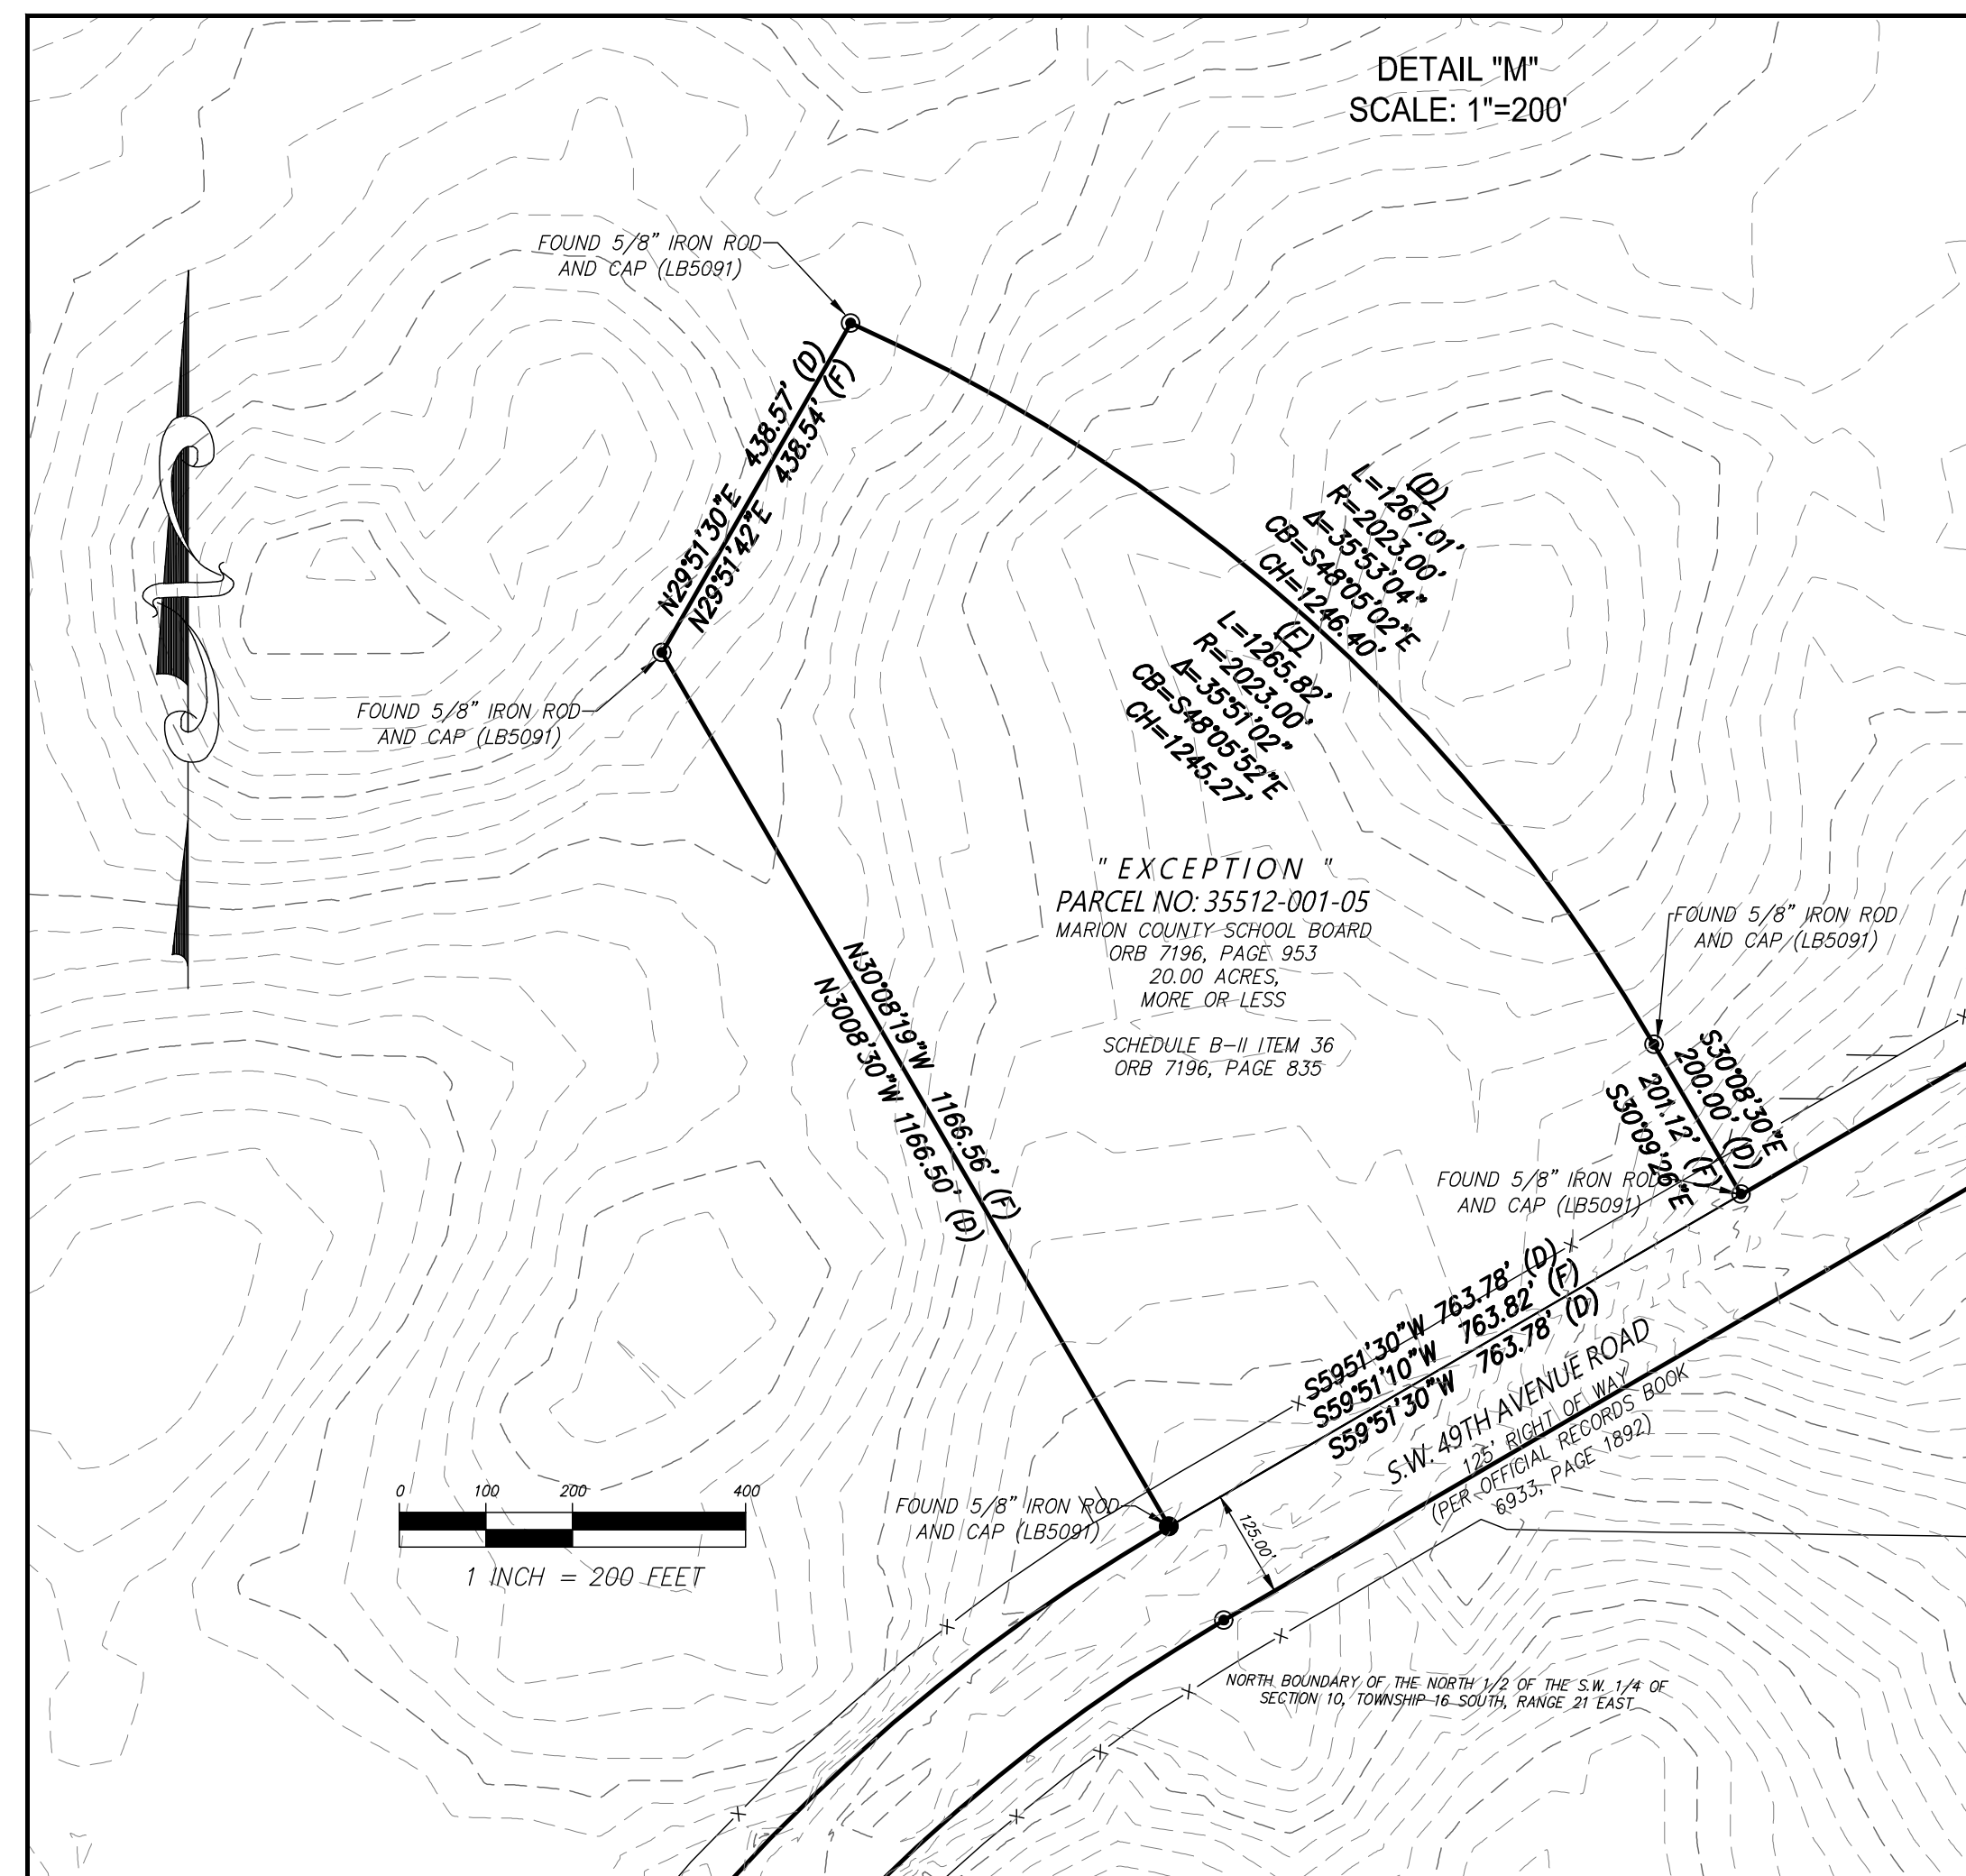 DETAIL "M"
SCALE: 1"=200'
FOUND 5/8" IRON ROD
AND CAP (LB5091)
N29°51'30"E 438.57' (D)
N29°51'42"E 438.54' (F)
FOUND 5/8" IRON ROD
AND CAP (LB5091)
(D)
L=1267.01'
R=2023.00'
Δ=35°53'04"
CB=S48°05'02"E
CH=1246.40'
(F)
L=1265.82'
R=2023.00'
Δ=35°51'02"
CB=S48°05'52"E
CH=1245.27'
" EXCEPTION "
PARCEL NO: 35512-001-05
MARION COUNTY SCHOOL BOARD
ORB 7196, PAGE 953
20.00 ACRES,
MORE OR LESS
SCHEDULE B-II ITEM 36
ORB 7196, PAGE 835
FOUND 5/8" IRON ROD
AND CAP (LB5091)
N30°08'19"W 1166.56' (F)
N3008'30"W 1166.50' (D)
S30°08'30"E
200.00' (D)
201.12' (F)
S30°09'26"E
FOUND 5/8" IRON ROD
AND CAP (LB5091)
S5951'30"W 763.78' (D)
S59°51'10"W 763.82' (F)
S59°51'30"W 763.78' (D)
S.W. 49TH AVENUE ROAD
125' RIGHT OF WAY
(PER OFFICIAL RECORDS BOOK
6933, PAGE 1892)
125.00'
FOUND 5/8" IRON ROD
AND CAP (LB5091)
0 100 200 400
1 INCH = 200 FEET
NORTH BOUNDARY OF THE NORTH 1/2 OF THE S.W. 1/4 OF
SECTION 10, TOWNSHIP 16 SOUTH, RANGE 21 EAST